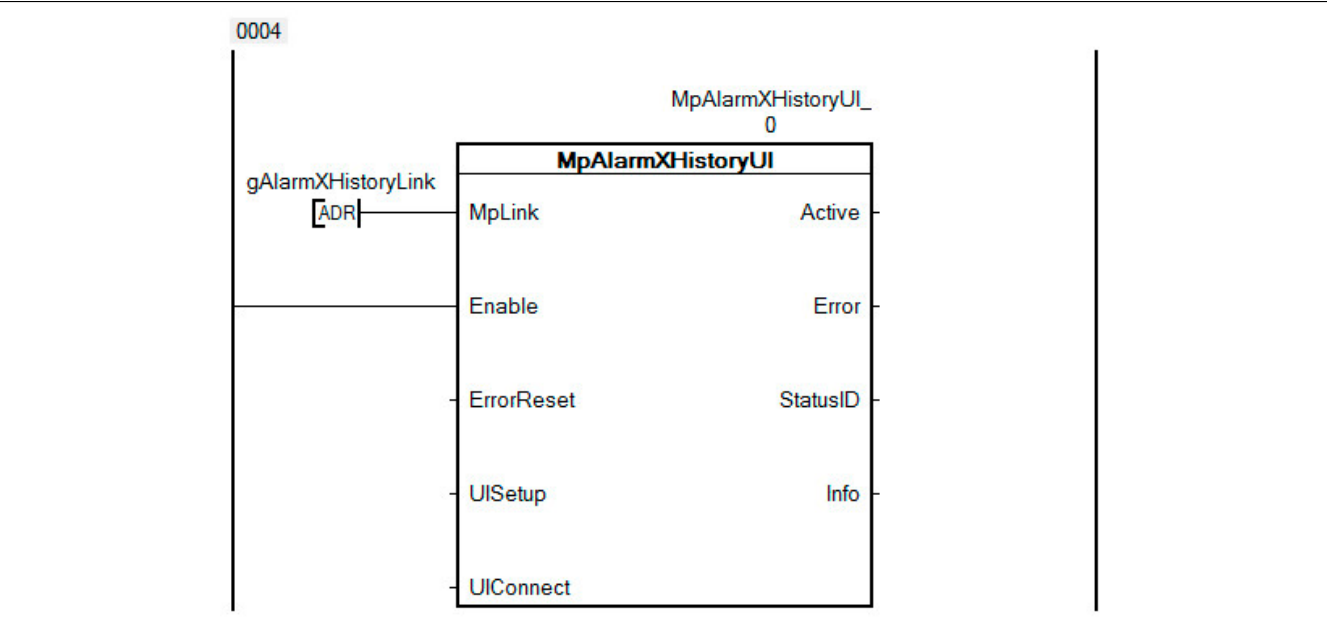 0004
MpAlarmXHistoryUI_
0
MpAlarmXHistoryUI
gAlarmXHistoryLink
ADR
MpLink Active
Enable Error
ErrorReset StatusID
UISetup Info
UIConnect